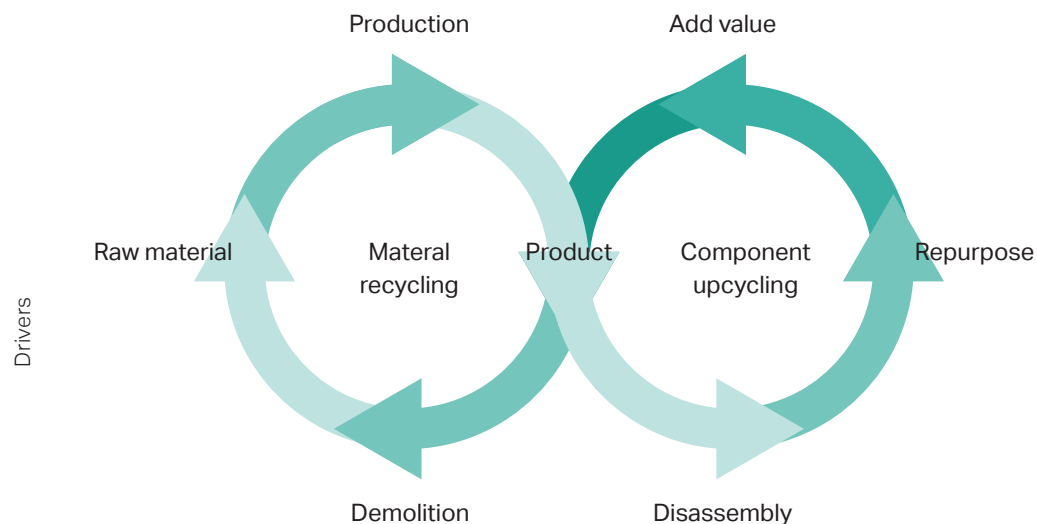 Production
Add value
Raw material
Materal
recycling
Product
Component
upcycling
Repurpose
Drivers
Demolition
Disassembly